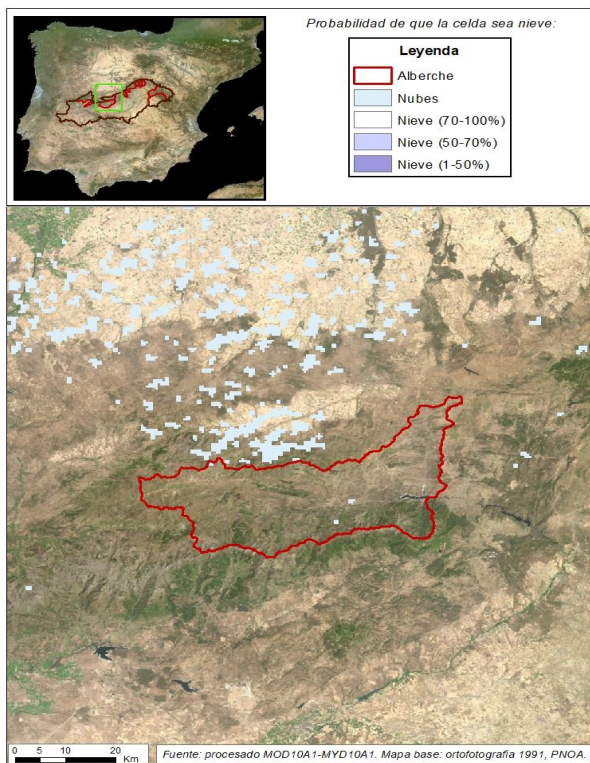 Probabilidad de que la celda sea nieve:
Leyenda
Alberche
Nubes
Nieve (70-100%)
Nieve (50-70%)
Nieve (1-50%)
0 5 10 20
Km
Fuente: procesado MOD10A1-MYD10A1. Mapa base: ortofotografia 1991, PNOA.